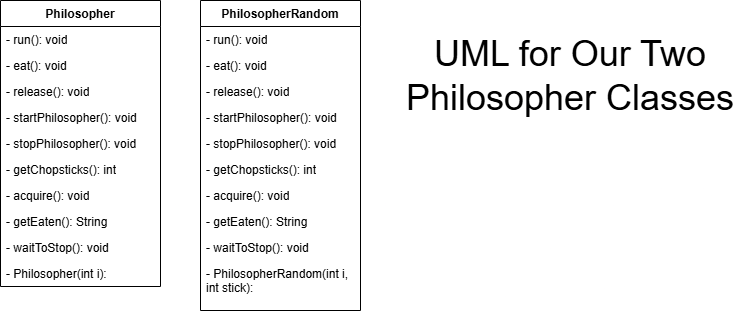 Philosopher
- run(): void
- eat(): void
- release(): void
- startPhilosopher(): void
- stopPhilosopher(): void
- getChopsticks(): int
- acquire(): void
- getEaten(): String
- waitToStop(): void
- Philosopher(int i):
PhilosopherRandom
- run(): void
- eat(): void
- release(): void
- startPhilosopher(): void
- stopPhilosopher(): void
- getChopsticks(): int
- acquire(): void
- getEaten(): String
- waitToStop(): void
- PhilosopherRandom(int i,
int stick):
UML for Our Two
Philosopher Classes